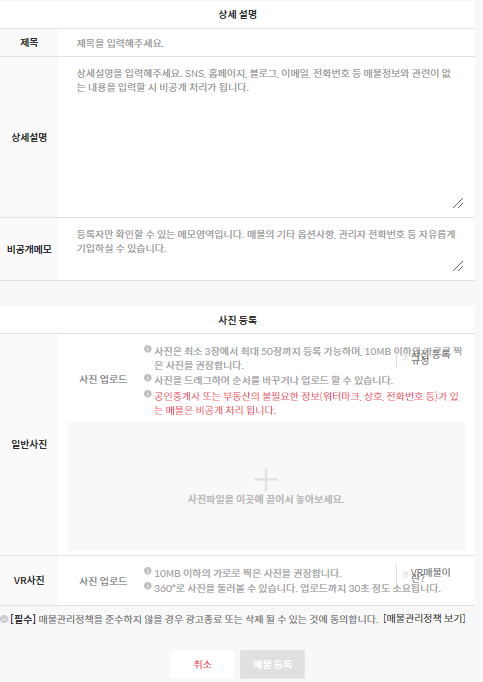 상세 설명
제목
제목을 입력해주세요.
상세설명
상세설명을 입력해주세요. SNS, 홈페이지, 블로그, 이메일, 전화번호 등 매물정보와 관련이 없
는 내용을 입력할 시 비공개 처리가 됩니다.
비공개메모
등록자만 확인할 수 있는 메모영역입니다. 매물의 기타 옵션사항, 관리자 전화번호 등 자유롭게
기입하실 수 있습니다.
사진 등록
일반사진
사진 업로드
사진은 최소 3장에서 최대 50장까지 등록 가능하며, 10MB 이하의 가로로 찍
은 사진을 권장합니다.
사진을 드래그하여 순서를 바꾸거나 업로드 할 수 있습니다.
공인중개사 또는 부동산의 불필요한 정보(워터마크, 상호, 전화번호 등)가 있
는 매물은 비공개 처리 됩니다.
사진 등록
규정
사진파일을 이곳에 끌어서 놓아보세요.
VR사진
사진 업로드
10MB 이하의 가로로 찍은 사진을 권장합니다.
360°로 사진을 둘러볼 수 있습니다. 업로드까지 30초 정도 소요됩니다.
VR매물이
란?
[필수] 매물관리정책을 준수하지 않을 경우 광고종료 또는 삭제 될 수 있는 것에 동의합니다. [매물관리정책 보기]
취소
매물 등록